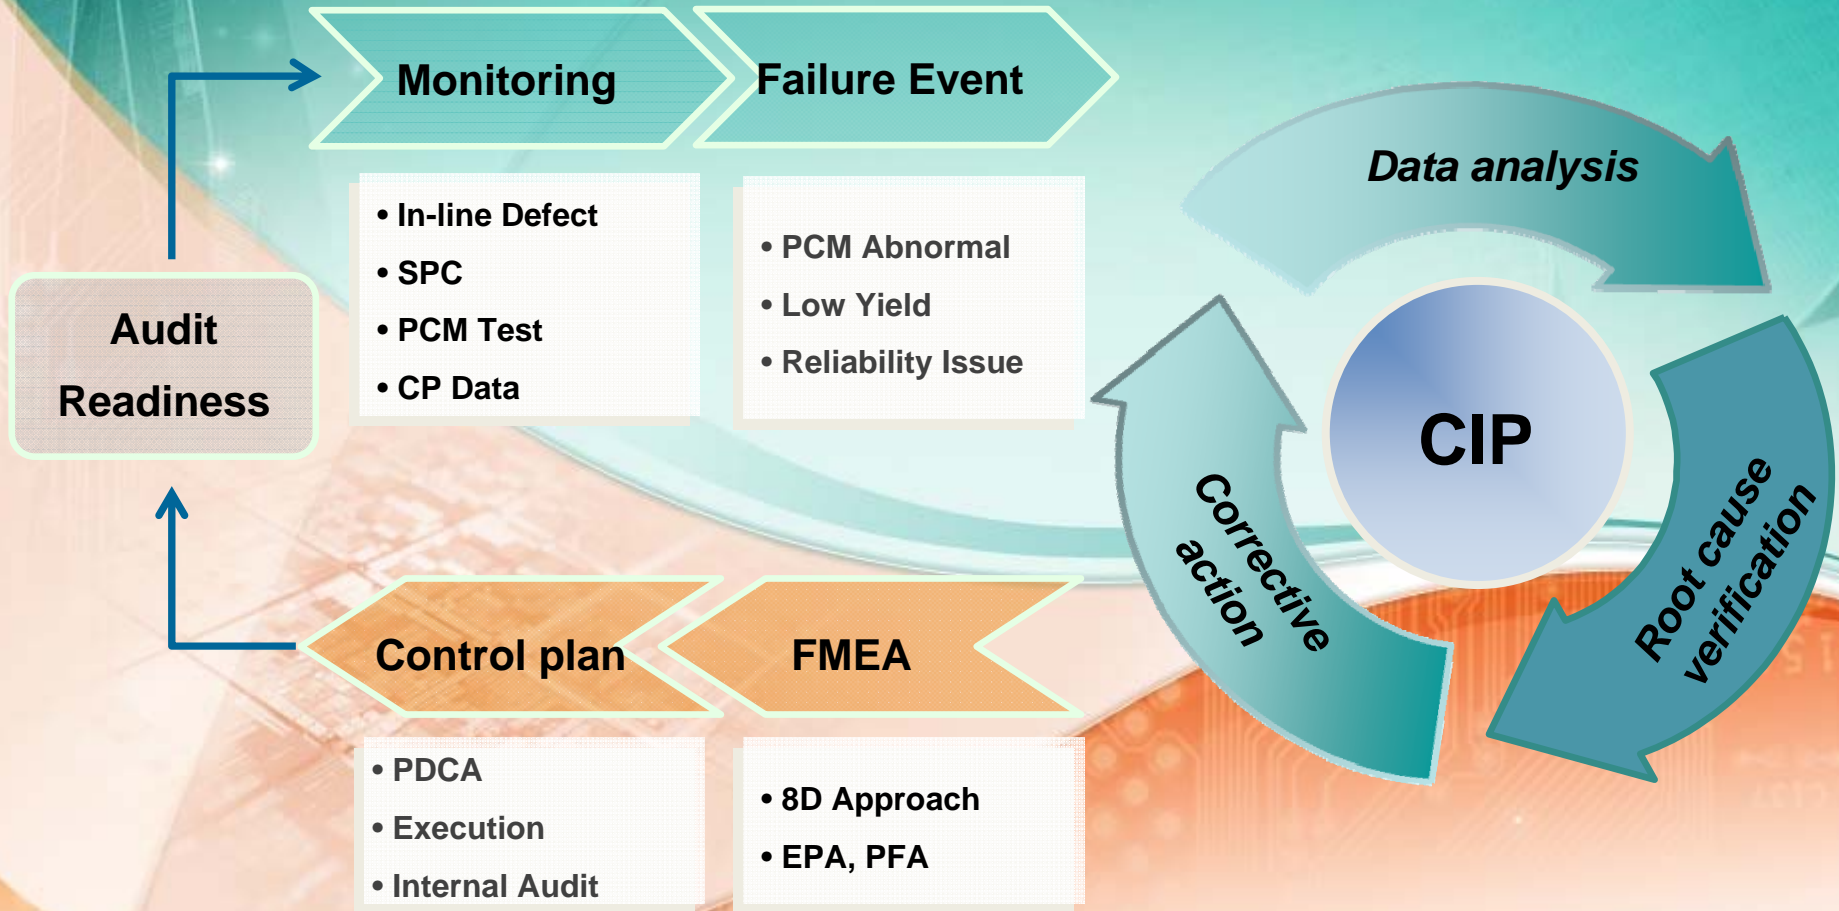 Monitoring
Failure Event
• In-line Defect
• SPC
• PCM Test
• CP Data
• PCM Abnormal
• Low Yield
• Reliability Issue
Audit
Readiness
Data analysis
CIP
Root cause
verification
Corrective
action
Control plan
FMEA
• PDCA
• Execution
• Internal Audit
• 8D Approach
• EPA, PFA